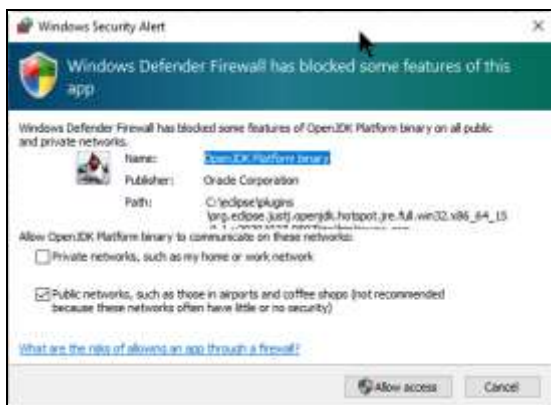 Windows Security Alert
Windows Defender Firewall has blocked some features of this
app
Windows Defender Firewall has blocked some features of OpenJDK Platform binary on all public
and private networks.
Name: OpenJDK Platform binary
Publisher: Oracle Corporation
Path: C:\eclipse\plugins
\org.eclipse.justj.openjdk.hotspot.jre.full.win32.x86_64_15
Allow OpenJDK Platform binary to communicate on these networks:
Private networks, such as my home or work network
Public networks, such as those in airports and coffee shops (not recommended
because these networks often have little or no security)
What are the risks of allowing an app through a firewall?
Allow access Cancel